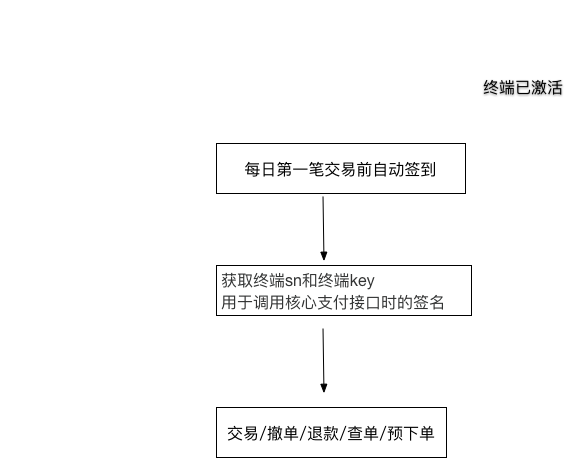 终端已激活
每日第一笔交易前自动签到
获取终端sn和终端key
用于调用核心支付接口时的签名
交易/撤单/退款/查单/预下单